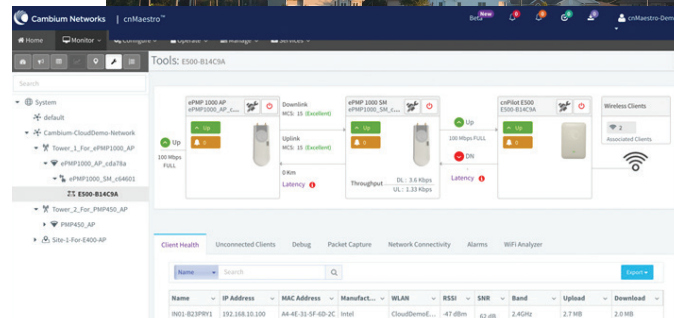 Cambium Networks | cnMaestro™
Beta New
cnMaestro-Demo
Home Monitor Configure Operate Manage Services
Tools: E500-B14C9A
Search
System
default
Cambium-CloudDemo-Network
Tower_1_For_ePMP1000_AP
ePMP1000_AP_cda78a
ePMP1000_SM_c64601
E500-B14C9A
Tower_2_For_PMP450_AP
PMP450_AP
Site-1-For-E400-AP
Up
100 Mbps
FULL
ePMP 1000 AP
ePMP1000_AP_c...
Up
0
Downlink
MCS: 15 (Excellent)
Uplink
MCS: 15 (Excellent)
0 Km
Latency
ePMP 1000 SM
ePMP1000_SM_c...
Up
0
Throughput
DL : 3.6 Kbps
UL : 1.33 Kbps
Up
100 Mbps FULL
DN
-
Latency
cnPilot E500
E500-B14C9A
Up
0
Wireless Clients
2
Associated Clients
Client Health Unconnected Clients Debug Packet Capture Network Connectivity Alarms WiFi Analyzer
Name Search Export
Name IP Address MAC Address Manufact... WLAN RSSI SNR Band Upload Download
IN01-B23PRY1 192.168.10.100 A4-4E-31-5F-6D-2C Intel CloudDemoE... -47 dBm 62 dB 2.4GHz 2.7 MB 2.0 MB